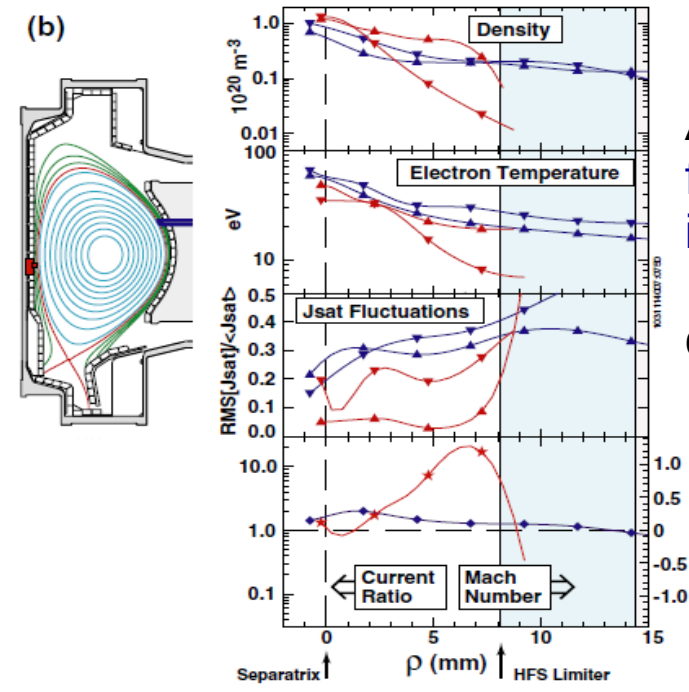 (b)
Density
10²⁰ m⁻³
1.0
0.1
0.01
Electron Temperature
eV
100
10
Jsat Fluctuations
RMS[Jsat]/<Jsat>
0.5
0.4
0.3
0.2
0.1
0.0
10.0
1.0
0.1
1.0
0.5
0
-0.5
-1.0
Current
Ratio
Mach
Number
0
5
10
15
Separatrix
ρ (mm)
HFS Limiter